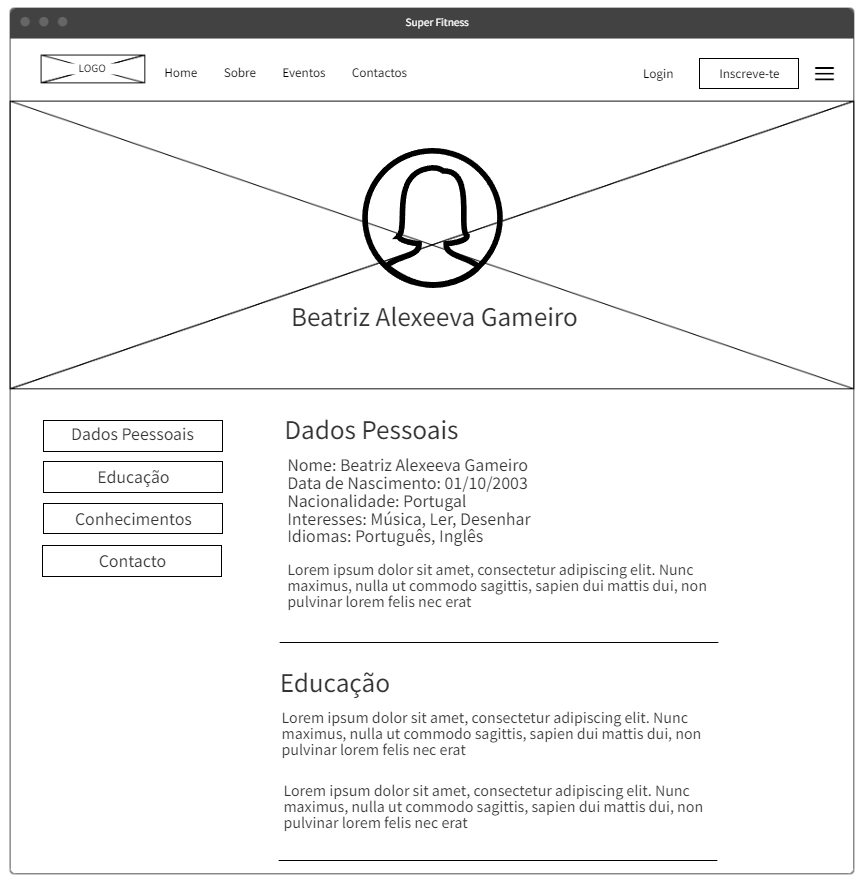 Super Fitness
LOGO
Home Sobre Eventos Contactos
Login Inscreve-te
Beatriz Alexeeva Gameiro
Dados Peessoais
Educação
Conhecimentos
Contacto
Dados Pessoais
Nome: Beatriz Alexeeva Gameiro
Data de Nascimento: 01/10/2003
Nacionalidade: Portugal
Interesses: Música, Ler, Desenhar
Idiomas: Português, Inglês
Lorem ipsum dolor sit amet, consectetur adipiscing elit. Nunc
maximus, nulla ut commodo sagittis, sapien dui mattis dui, non
pulvinar lorem felis nec erat
Educação
Lorem ipsum dolor sit amet, consectetur adipiscing elit. Nunc
maximus, nulla ut commodo sagittis, sapien dui mattis dui, non
pulvinar lorem felis nec erat
Lorem ipsum dolor sit amet, consectetur adipiscing elit. Nunc
maximus, nulla ut commodo sagittis, sapien dui mattis dui, non
pulvinar lorem felis nec erat